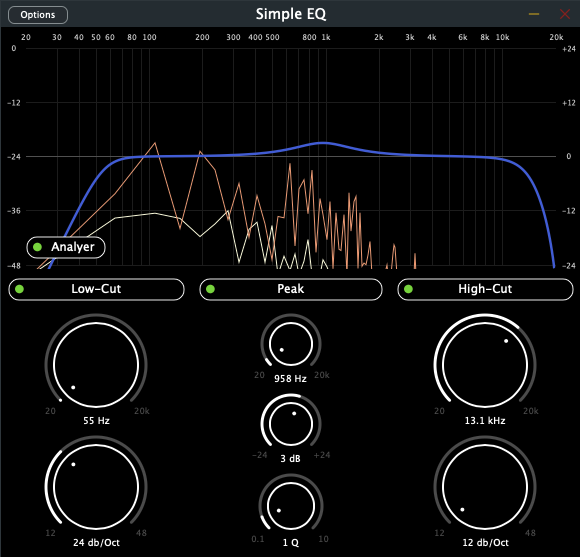 Options Simple EQ
20 30 40 50 60 80 100 200 300 400 500 800 1k 2k 3k 4k 6k 8k 10k 20k
0 +24
-12 +12
-24 0
-36 -12
-48 -24
Analyer
Low-Cut Peak High-Cut
20 20k
55 Hz
20 20k
958 Hz
20 20k
13.1 kHz
-24 +24
3 dB
12 48
24 db/Oct
0.1 10
1 Q
12 48
12 db/Oct